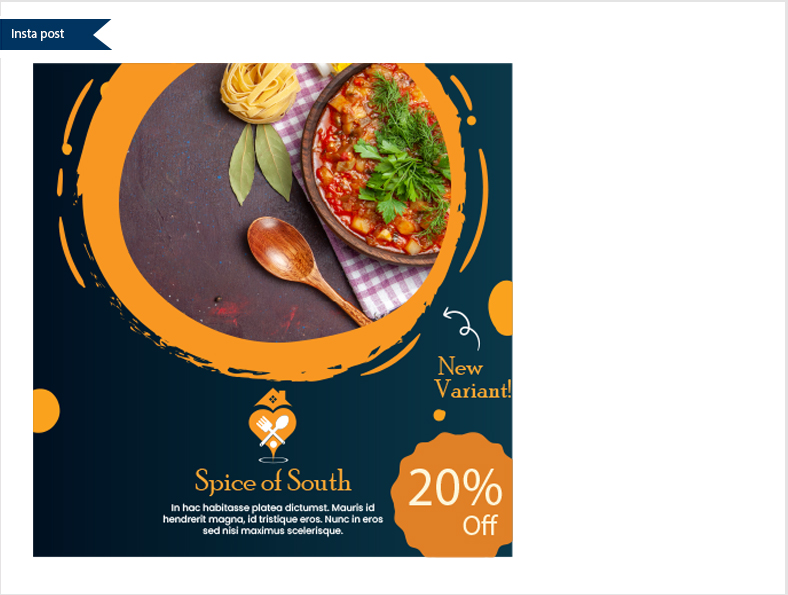 Insta post
New
Variant!
Spice of South
In hac habitasse platea dictumst. Mauris id
hendrerit magna, id tristique eros. Nunc in eros
sed nisi maximus scelerisque.
20%
Off